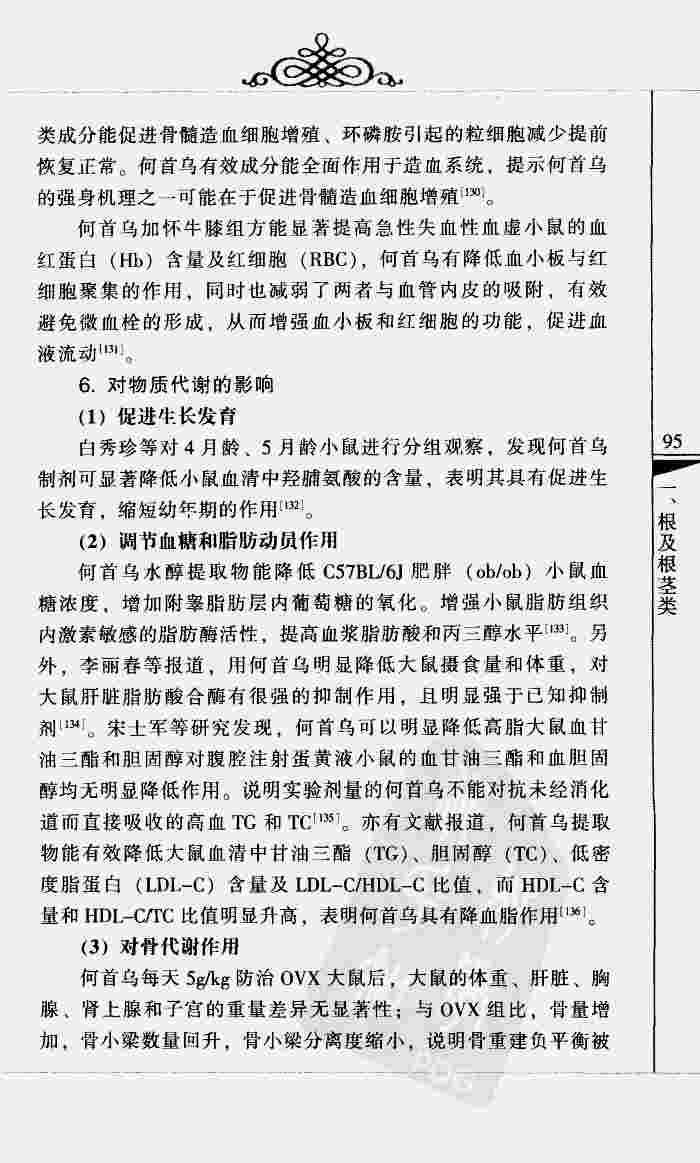 类成分能促进骨髓造血细胞增殖、环磷胺引起的粒细胞减少提前
恢复正常。何首乌有效成分能全面作用于造血系统，提示何首乌
的强身机理之一可能在于促进骨髓造血细胞增殖[130]。
何首乌加怀牛膝组方能显著提高急性失血性血虚小鼠的血
红蛋白（Hb）含量及红细胞（RBC），何首乌有降低血小板与红
细胞聚集的作用，同时也减弱了两者与血管内皮的吸附，有效
避免微血栓的形成，从而增强血小板和红细胞的功能，促进血
液流动[131]。
6. 对物质代谢的影响
(1) 促进生长发育
白秀珍等对 4 月龄、5 月龄小鼠进行分组观察，发现何首乌
制剂可显著降低小鼠血清中羟脯氨酸的含量，表明其具有促进生
长发育，缩短幼年期的作用[132]。
(2) 调节血糖和脂肪动员作用
何首乌水醇提取物能降低 C57BL/6J 肥胖（ob/ob）小鼠血
糖浓度，增加附睾脂肪层内葡萄糖的氧化。增强小鼠脂肪组织
内激素敏感的脂肪酶活性，提高血浆脂肪酸和丙三醇水平[133]。另
外，李丽春等报道，用何首乌明显降低大鼠摄食量和体重，对
大鼠肝脏脂肪酸合酶有很强的抑制作用，且明显强于已知抑制
剂[134]。宋士军等研究发现，何首乌可以明显降低高脂大鼠血甘
油三酯和胆固醇对腹腔注射蛋黄液小鼠的血甘油三酯和血胆固
醇均无明显降低作用。说明实验剂量的何首乌不能对抗未经消化
道而直接吸收的高血 TG 和 TC[135]。亦有文献报道，何首乌提取
物能有效降低大鼠血清中甘油三酯（TG）、胆固醇（TC）、低密
度脂蛋白（LDL-C）含量及 LDL-C/HDL-C 比值，而 HDL-C 含
量和 HDL-C/TC 比值明显升高，表明何首乌具有降血脂作用[136]。
(3) 对骨代谢作用
何首乌每天 5g/kg 防治 OVX 大鼠后，大鼠的体重、肝脏、胸
腺、肾上腺和子宫的重量差异无显著性；与 OVX 组比，骨量增
加，骨小梁数量回升，骨小梁分离度缩小，说明骨重建负平衡被
95
一、根及根茎类